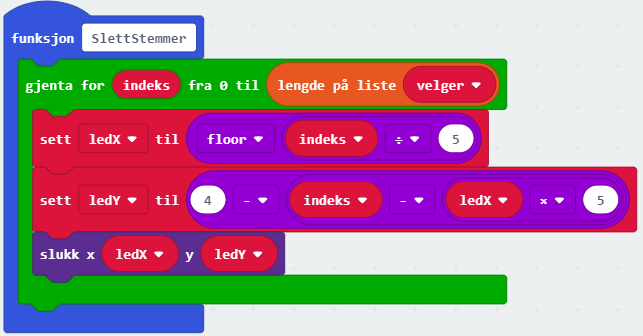 funksjon SlettStemmer
gjenta for indeks fra 0 til lengde på liste velger
sett ledX til floor indeks ÷ 5
sett ledY til 4 - indeks - ledX × 5
slukk x ledX y ledY